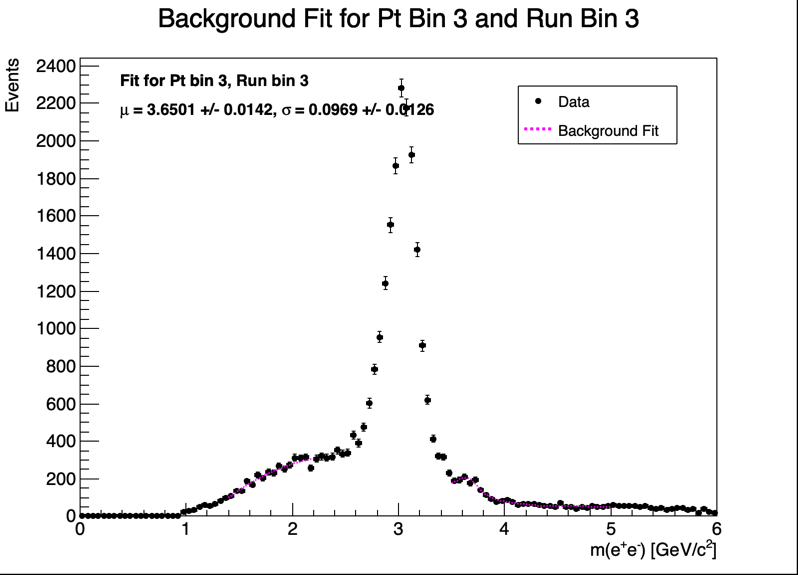 Background Fit for Pt Bin 3 and Run Bin 3
Events
2400
2200
2000
1800
1600
1400
1200
1000
800
600
400
200
0
Fit for Pt bin 3, Run bin 3
μ = 3.6501 +/- 0.0142, σ = 0.0969 +/- 0.0126
Data
Background Fit
0 1 2 3 4 5 6
m(e⁺e⁻) [GeV/c²]